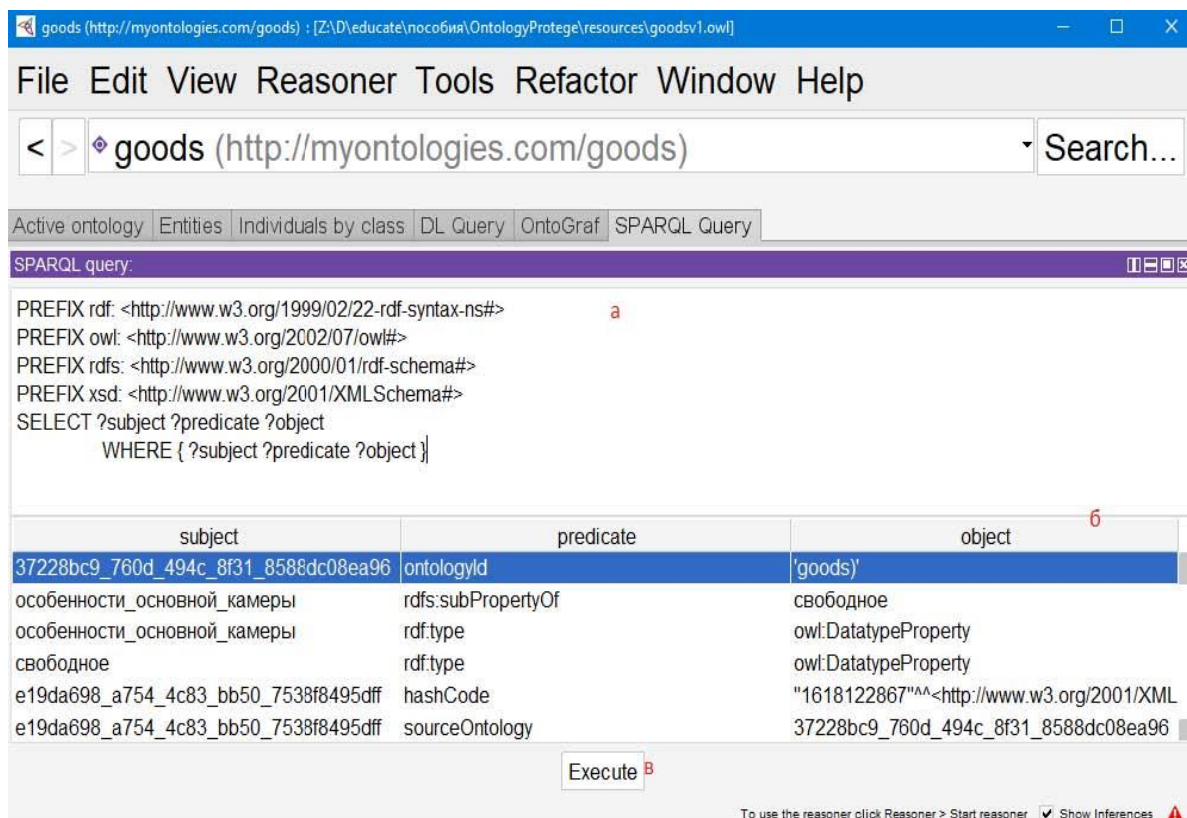 goods (http://myontologies.com/goods) : [Z:\D\educate\пособия\OntologyProtege\resources\goodsv1.owl]
File Edit View Reasoner Tools Refactor Window Help
< > goods (http://myontologies.com/goods) Search...
Active ontology Entities Individuals by class DL Query OntoGraf SPARQL Query
SPARQL query:
PREFIX rdf: <http://www.w3.org/1999/02/22-rdf-syntax-ns#> а
PREFIX owl: <http://www.w3.org/2002/07/owl#>
PREFIX rdfs: <http://www.w3.org/2000/01/rdf-schema#>
PREFIX xsd: <http://www.w3.org/2001/XMLSchema#>
SELECT ?subject ?predicate ?object
WHERE { ?subject ?predicate ?object }
б
subject predicate object
37228bc9_760d_494c_8f31_8588dc08ea96 ontologyId 'goods)'
особенности_основной_камеры rdfs:subPropertyOf свободное
особенности_основной_камеры rdf:type owl:DatatypeProperty
свободное rdf:type owl:DatatypeProperty
e19da698_a754_4c83_bb50_7538f8495dff hashCode "1618122867"^^<http://www.w3.org/2001/XML
e19da698_a754_4c83_bb50_7538f8495dff sourceOntology 37228bc9_760d_494c_8f31_8588dc08ea96
Execute в
To use the reasoner click Reasoner > Start reasoner Show Inferences